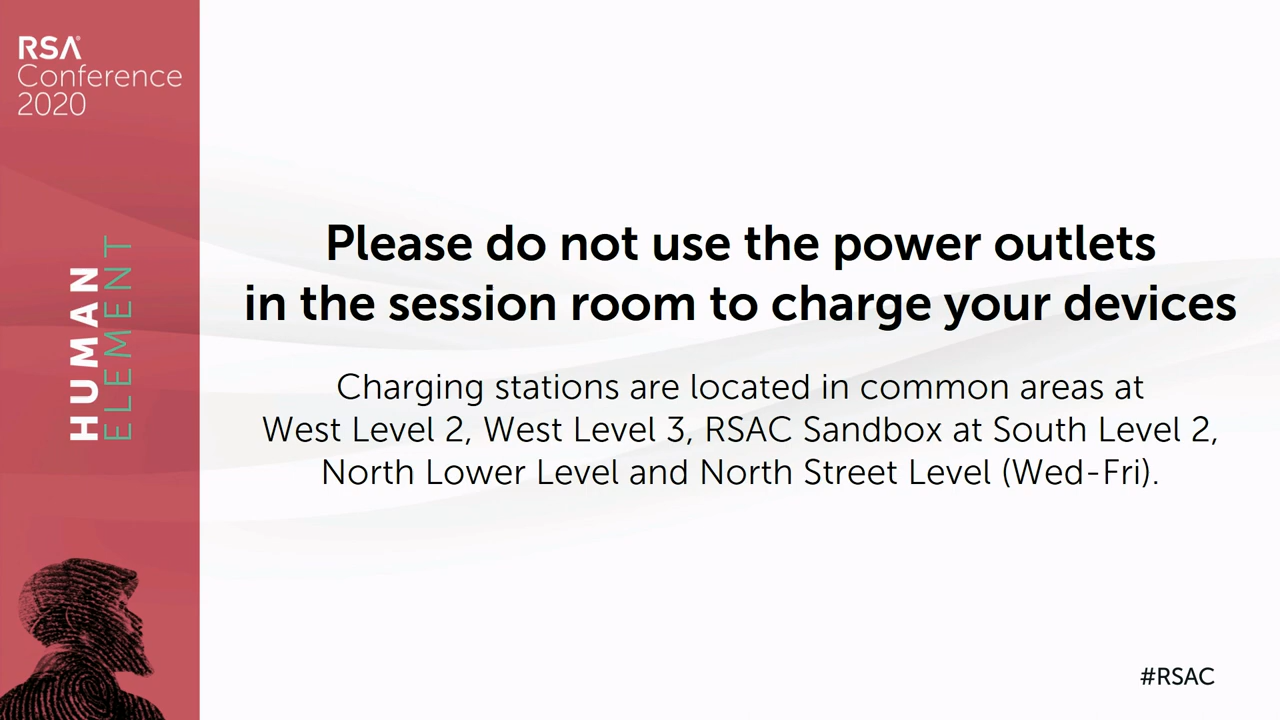 RSA
Conference
2020
HUMAN
ELEMENT
Please do not use the power outlets
in the session room to charge your devices
Charging stations are located in common areas at
West Level 2, West Level 3, RSAC Sandbox at South Level 2,
North Lower Level and North Street Level (Wed-Fri).
#RSAC